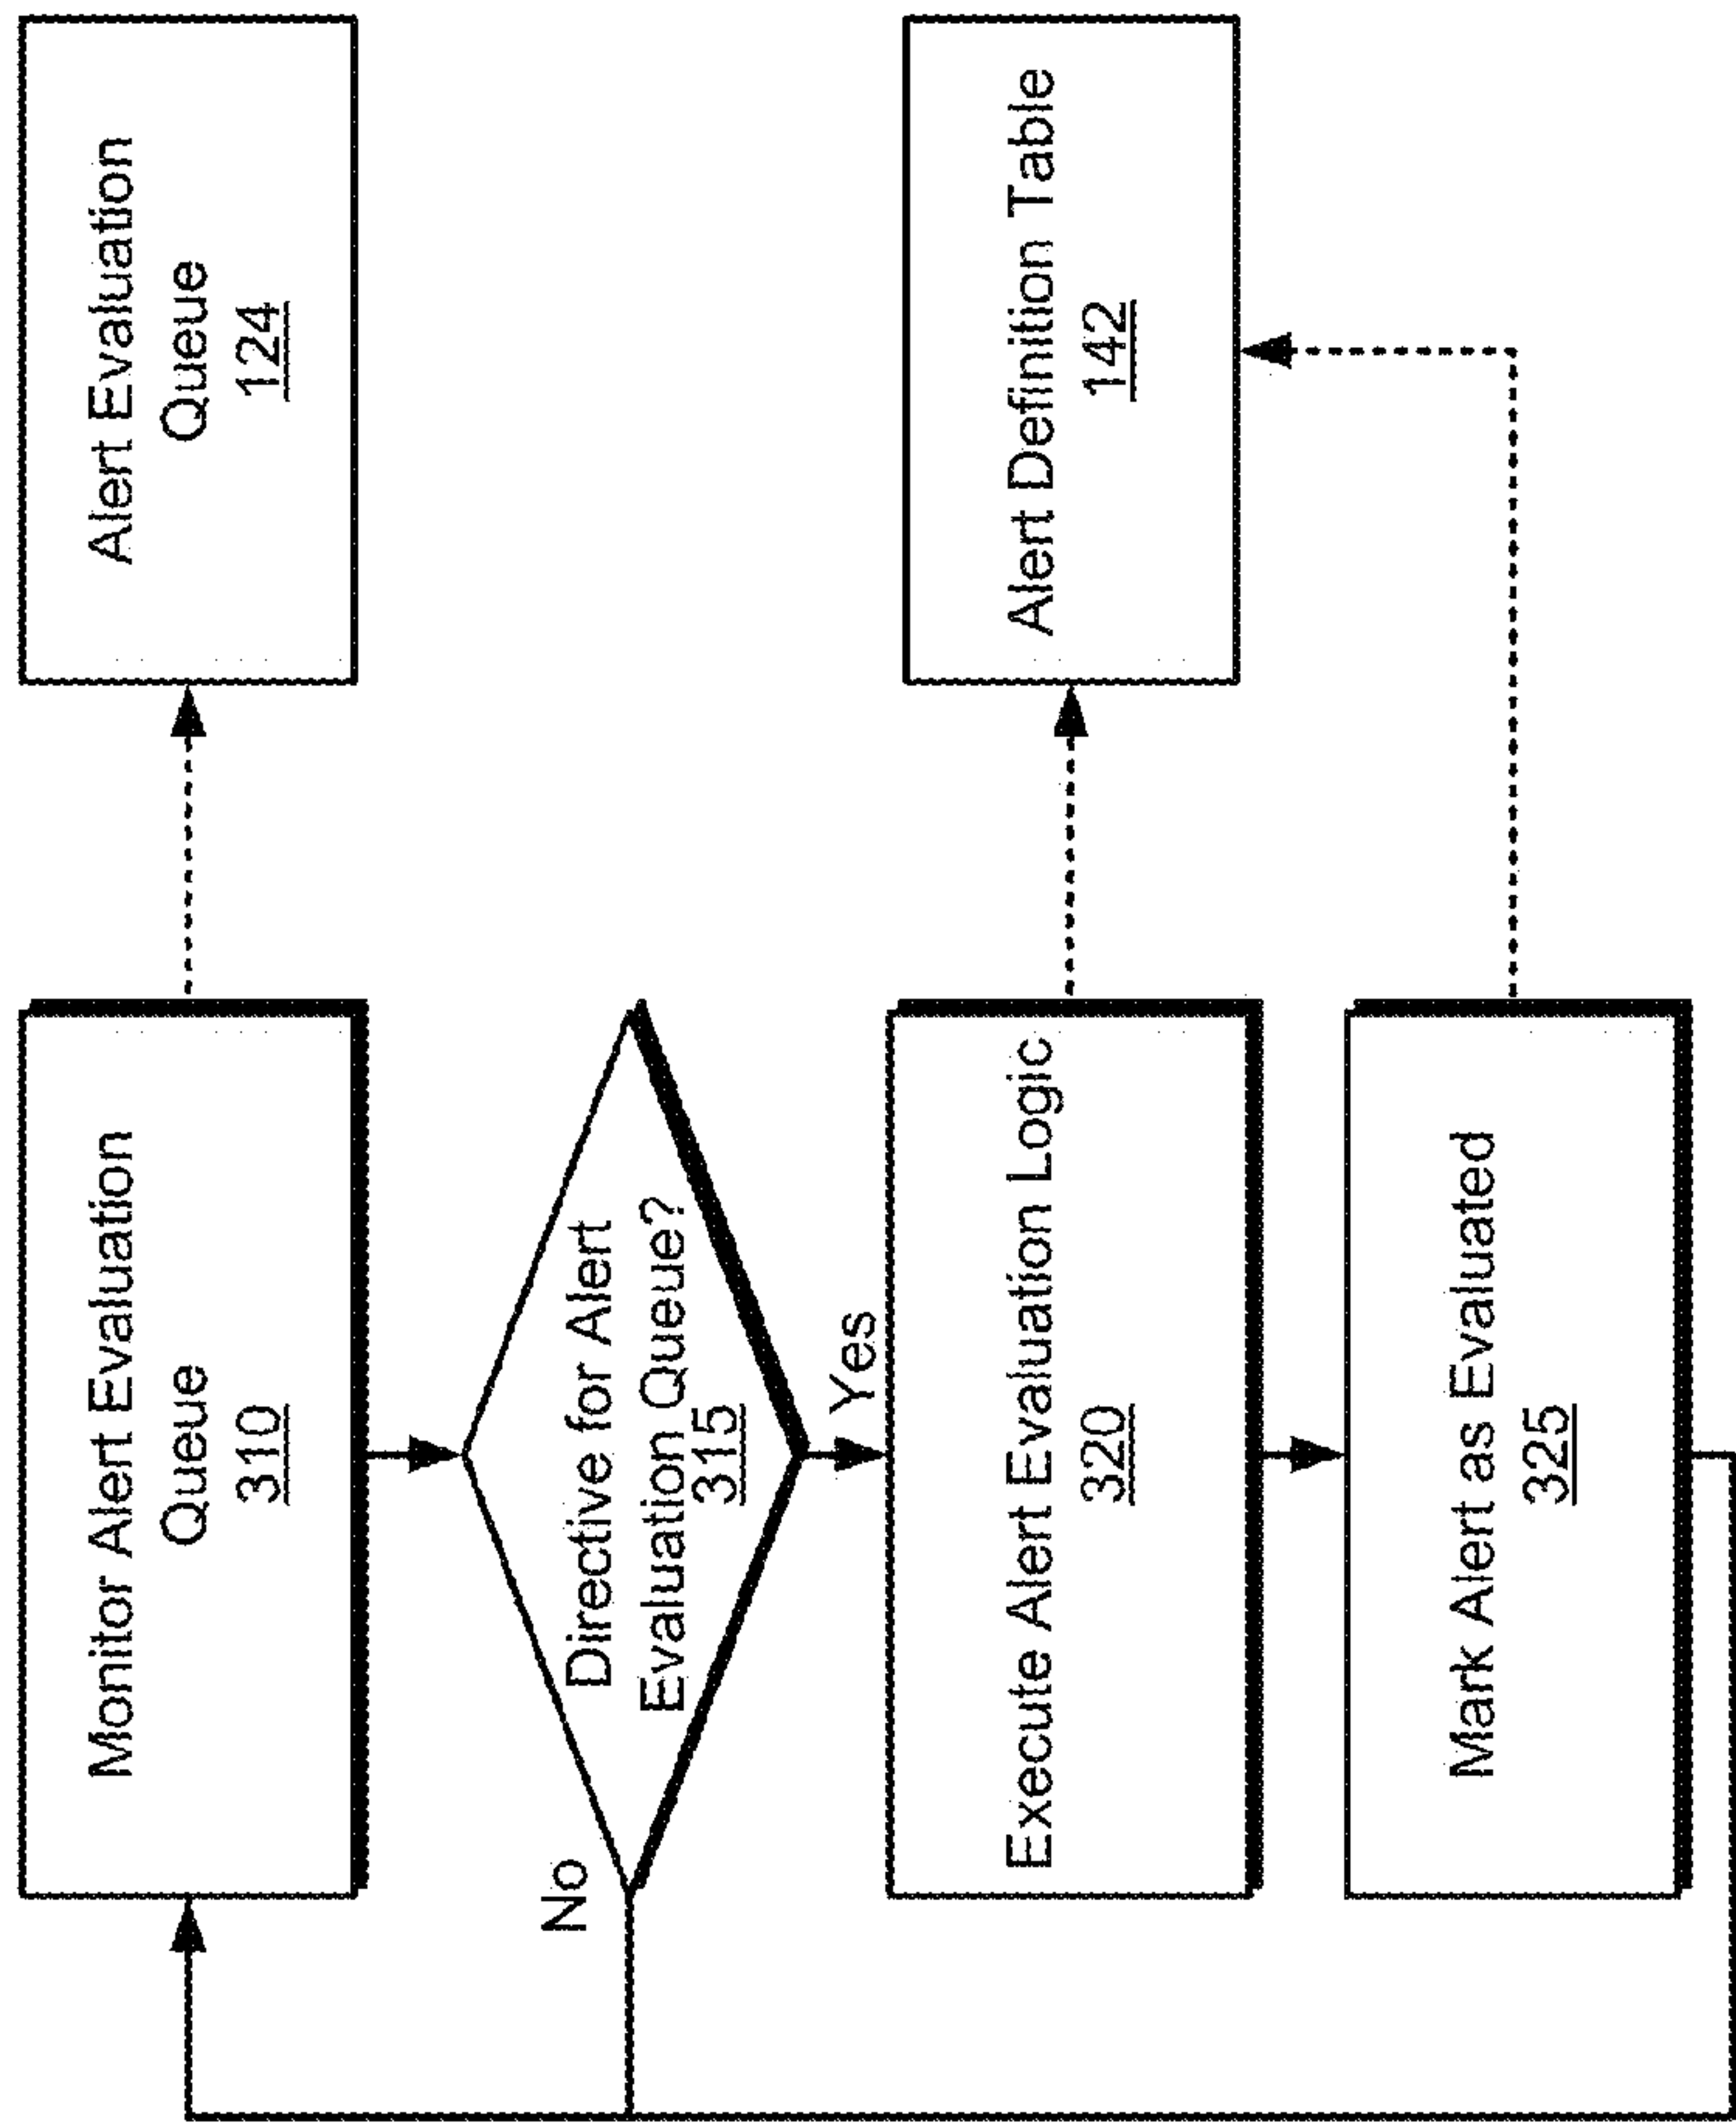 Monitor Alert Evaluation
Queue
310
Alert Evaluation
Queue
124
No
Directive for Alert
Evaluation Queue?
315
Yes
Execute Alert Evaluation Logic
320
Alert Definition Table
142
Mark Alert as Evaluated
325